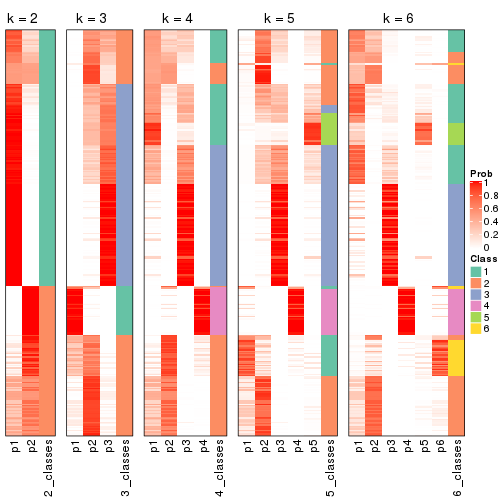 k = 2
k = 3
k = 4
k = 5
k = 6
Prob
1
0.8
0.6
0.4
0.2
0
Class
1
2
3
4
5
6
p1
p2
2_classes
p1
p2
p3
3_classes
p1
p2
p3
p4
4_classes
p1
p2
p3
p4
p5
5_classes
p1
p2
p3
p4
p5
p6
6_classes